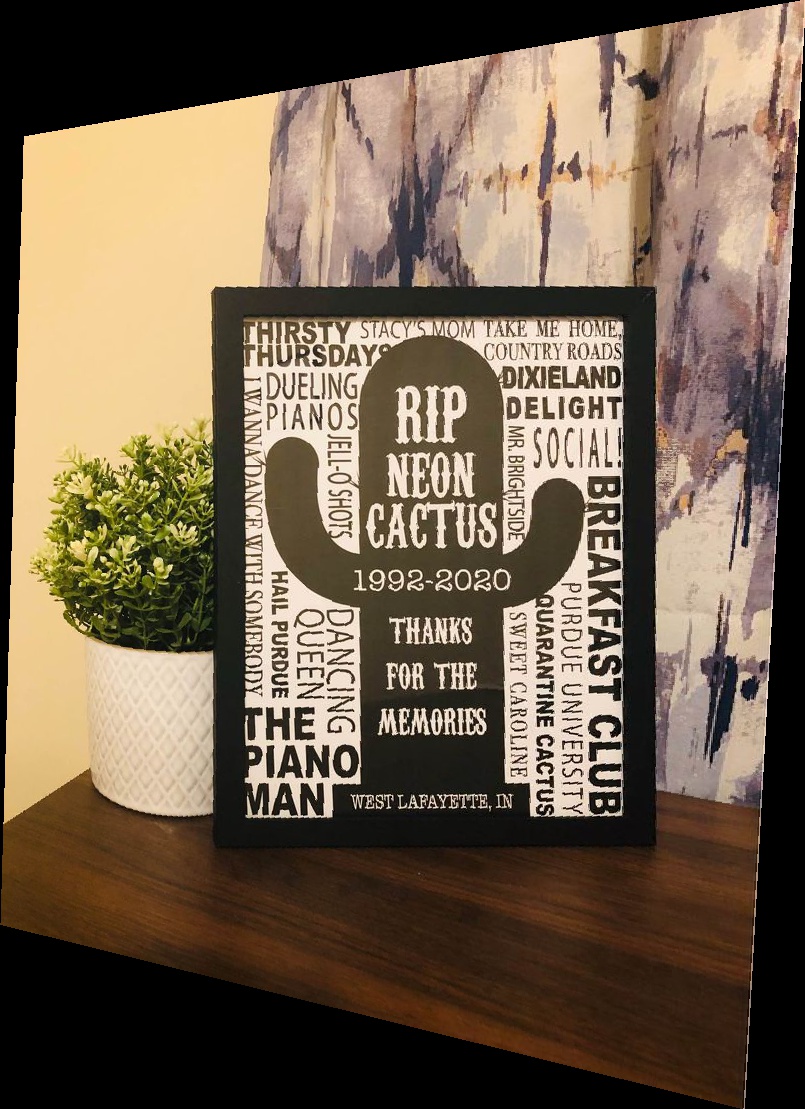 THIRSTY
THURSDAYS
STACY'S MOM
TAKE ME HOME,
COUNTRY ROADS
I WANNA DANCE WITH SOMEBODY
DUELING
PIANOS
JELL-O SHOTS
DIXIELAND
DELIGHT
MR. BRIGHTSIDE
SOCIAL!
RIP
NEON
CACTUS
1992-2020
THANKS
FOR THE
MEMORIES
WEST LAFAYETTE, IN
HAIL PURDUE
DANCING
QUEEN
THE
PIANO
MAN
SWEET CAROLINE
QUARANTINE CACTUS
PURDUE UNIVERSITY
BREAKFAST CLUB